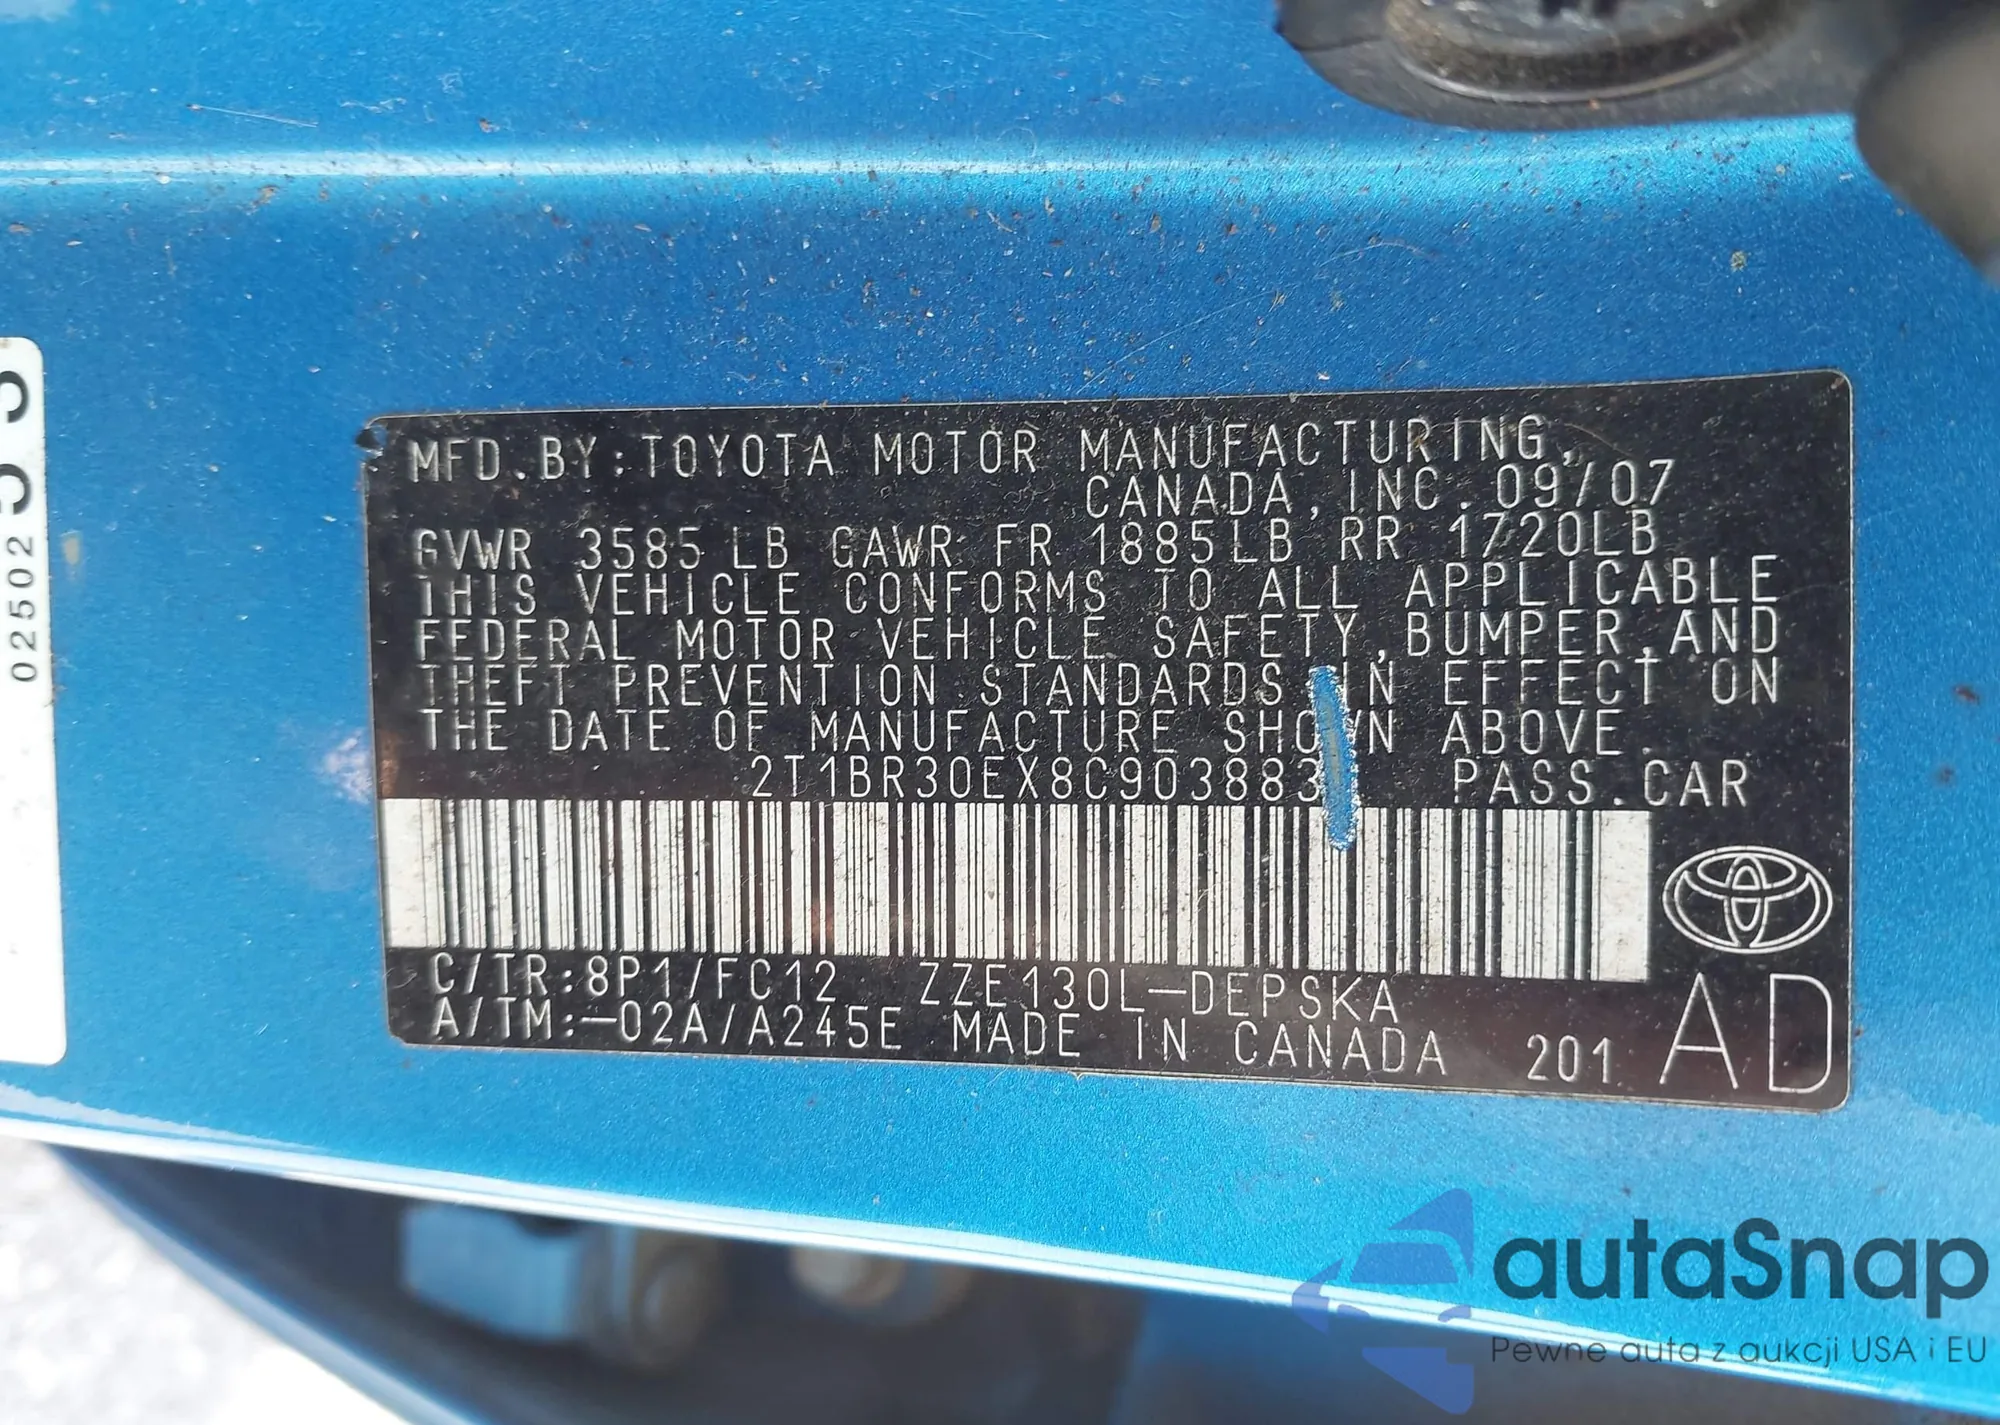 MFD.BY:TOYOTA MOTOR MANUFACTURING,
CANADA,INC.09/07
GVWR 3585LB GAWR FR 1885LB RR 1720LB
THIS VEHICLE CONFORMS TO ALL APPLICABLE
FEDERAL MOTOR VEHICLE SAFETY,BUMPER,AND
THEFT PREVENTION STANDARDS IN EFFECT ON
THE DATE OF MANUFACTURE SHOWN ABOVE.
2T1BR30EX8C903883 PASS.CAR
C/TR:8P1/FC12 ZZE130L-DEPSKA
A/TM:-02A/A245E MADE IN CANADA 201 AD
02502
autaSnap
Pewne auta z aukcji USA i EU